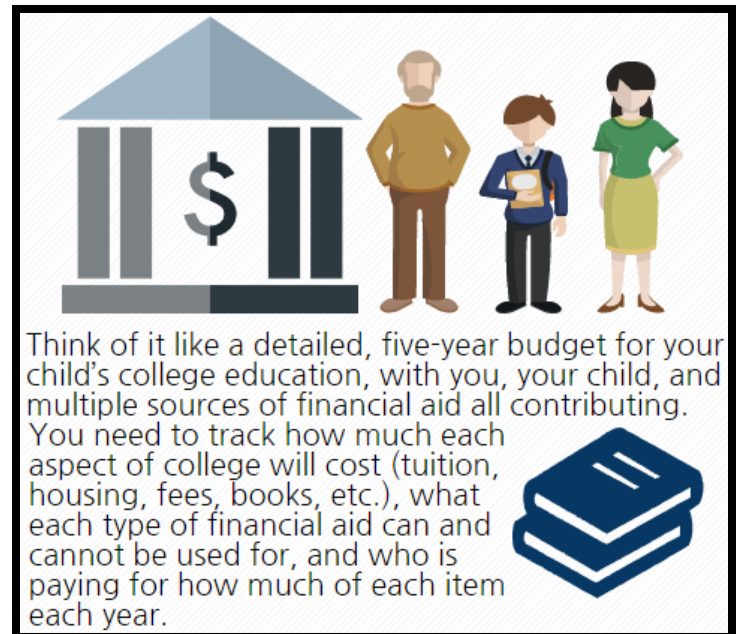 $
Think of it like a detailed, five-year budget for your
child's college education, with you, your child, and
multiple sources of financial aid all contributing.
You need to track how much each
aspect of college will cost (tuition,
housing, fees, books, etc.), what
each type of financial aid can and
cannot be used for, and who is
paying for how much of each item
each year.